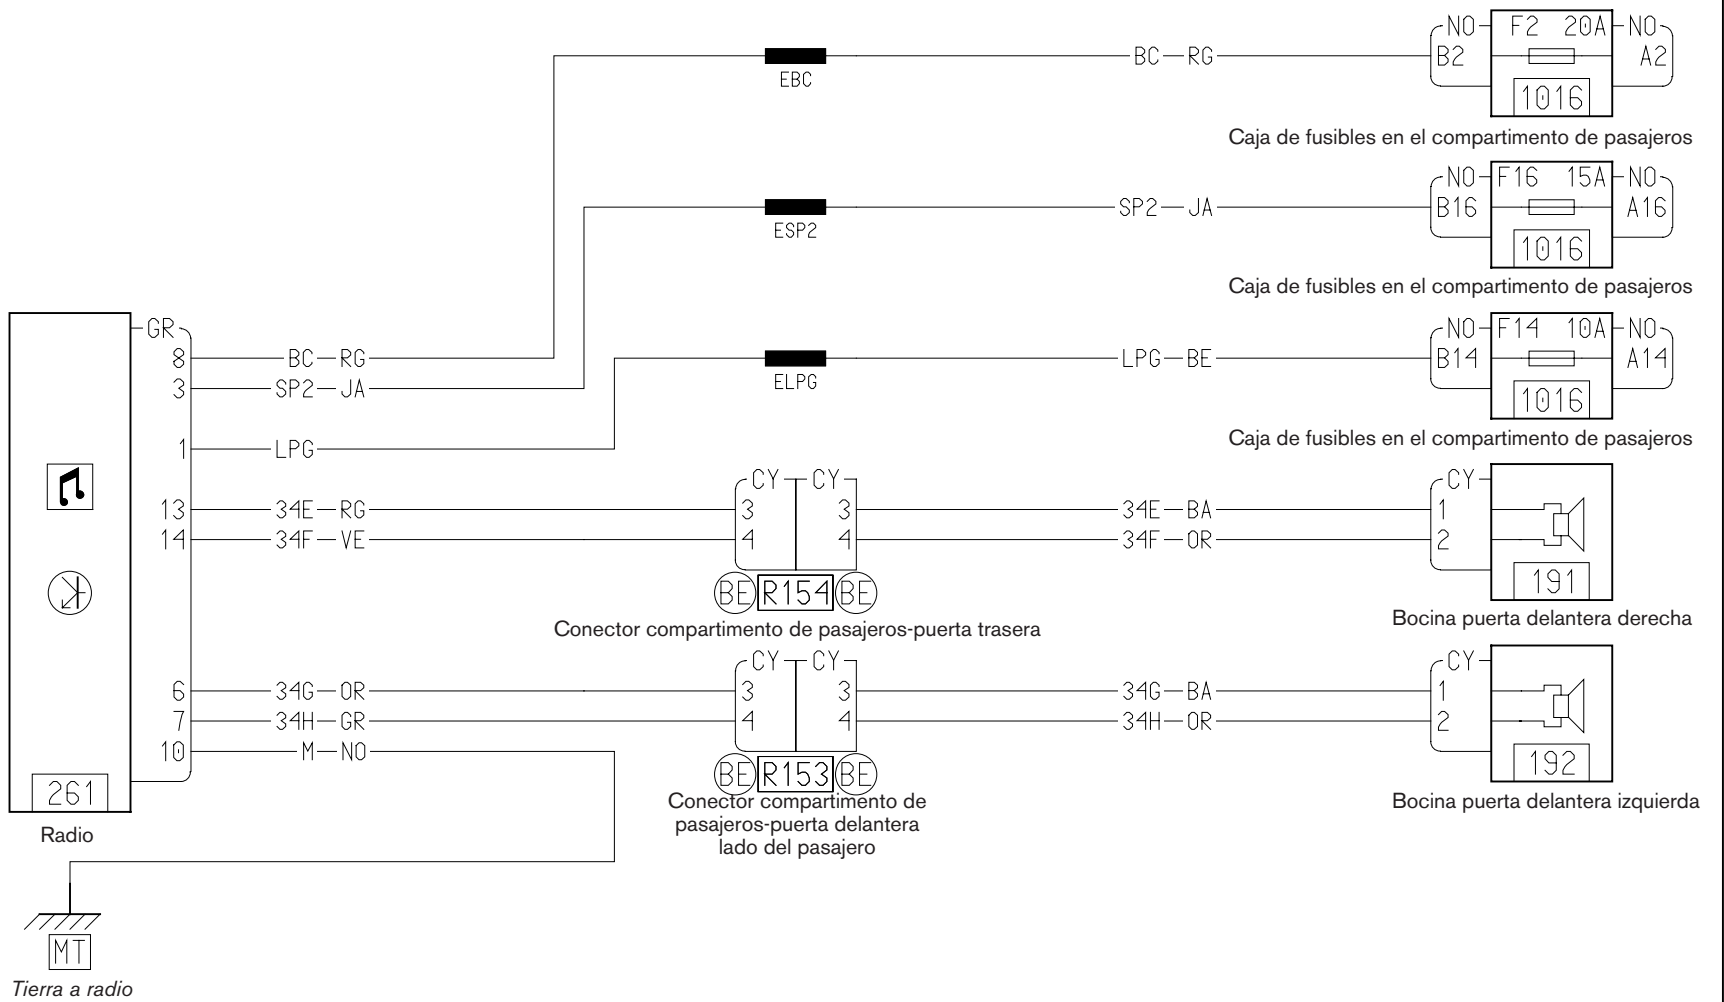 NO F2 20A NO
BC RG B2 A2
EBC
1016
Caja de fusibles en el compartimento de pasajeros
NO F16 15A NO
SP2 JA B16 A16
ESP2
1016
Caja de fusibles en el compartimento de pasajeros
GR NO F14 10A NO
8 BC RG LPG BE B14 A14
ELPG
3 SP2 JA
1016
Caja de fusibles en el compartimento de pasajeros
1 LPG
CY CY CY
13 34E RG 3 3 34E BA 1
14 34F VE 4 4 34F OR 2
BE R154 BE
191
Conector compartimento de pasajeros-puerta trasera
Bocina puerta delantera derecha
CY CY CY
6 34G OR 3 3 34G BA 1
7 34H GR 4 4 34H OR 2
10 M NO
BE R153 BE
192
261
Conector compartimento de
pasajeros-puerta delantera
lado del pasajero
Bocina puerta delantera izquierda
Radio
MT
Tierra a radio